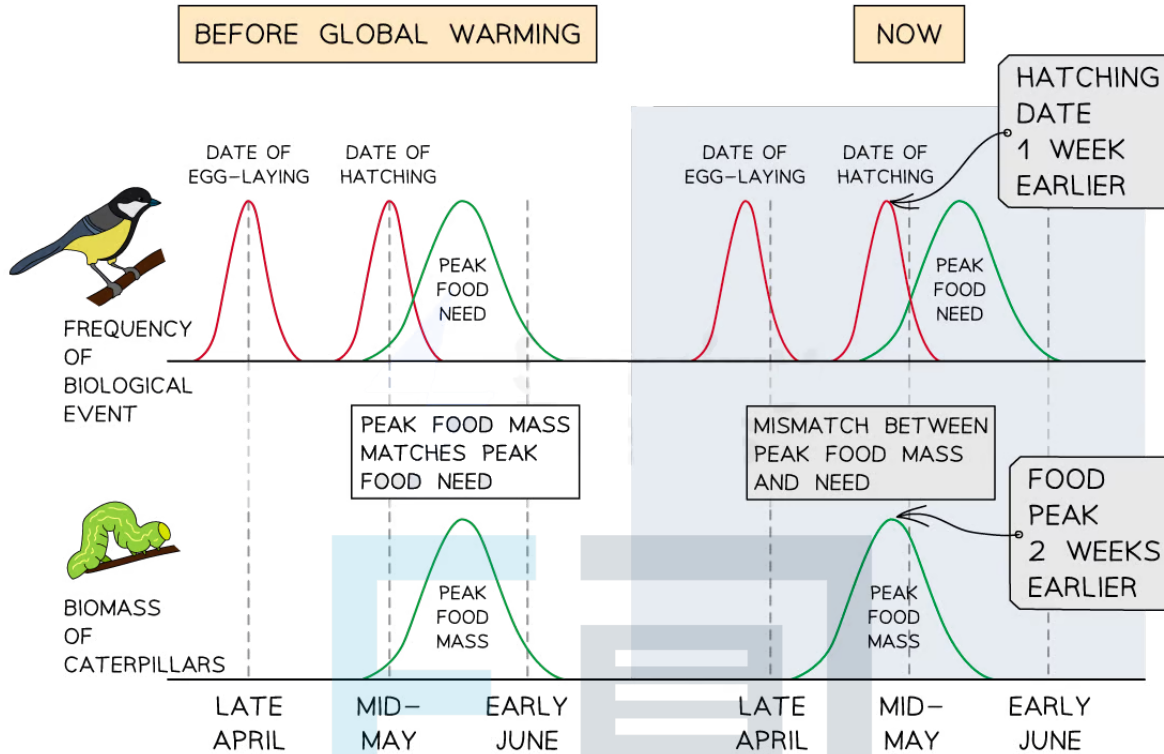 BEFORE GLOBAL WARMING
NOW
HATCHING
DATE
1 WEEK
EARLIER
DATE OF
EGG-LAYING
DATE OF
HATCHING
DATE OF
EGG-LAYING
DATE OF
HATCHING
PEAK
FOOD
NEED
PEAK
FOOD
NEED
FREQUENCY
OF
BIOLOGICAL
EVENT
PEAK FOOD MASS
MATCHES PEAK
FOOD NEED
MISMATCH BETWEEN
PEAK FOOD MASS
AND NEED
FOOD
PEAK
2 WEEKS
EARLIER
PEAK
FOOD
MASS
PEAK
FOOD
MASS
BIOMASS
OF
CATERPILLARS
LATE
APRIL
MID-
MAY
EARLY
JUNE
LATE
APRIL
MID-
MAY
EARLY
JUNE